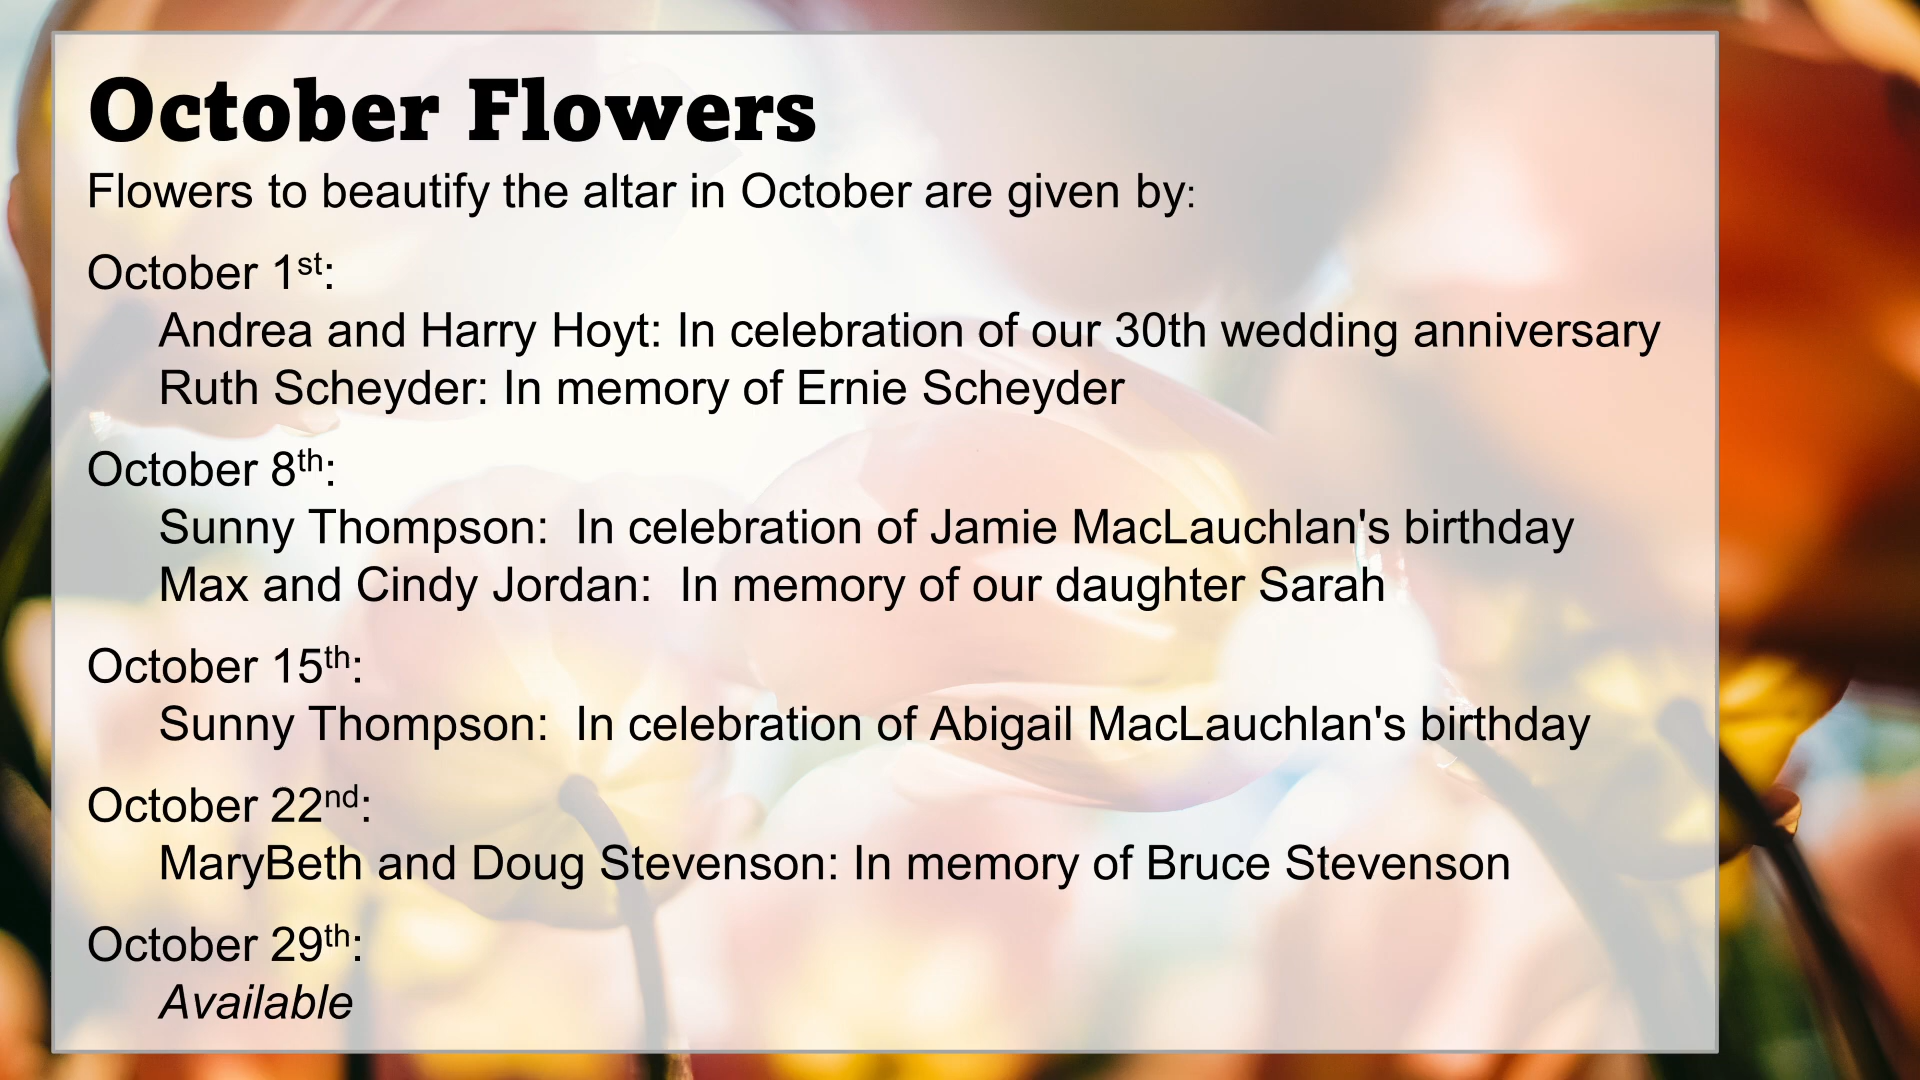 October Flowers
Flowers to beautify the altar in October are given by:
October 1st:
Andrea and Harry Hoyt: In celebration of our 30th wedding anniversary
Ruth Scheyder: In memory of Ernie Scheyder
October 8th:
Sunny Thompson:  In celebration of Jamie MacLauchlan's birthday
Max and Cindy Jordan:  In memory of our daughter Sarah
October 15th:
Sunny Thompson:  In celebration of Abigail MacLauchlan's birthday
October 22nd:
MaryBeth and Doug Stevenson: In memory of Bruce Stevenson
October 29th:
Available